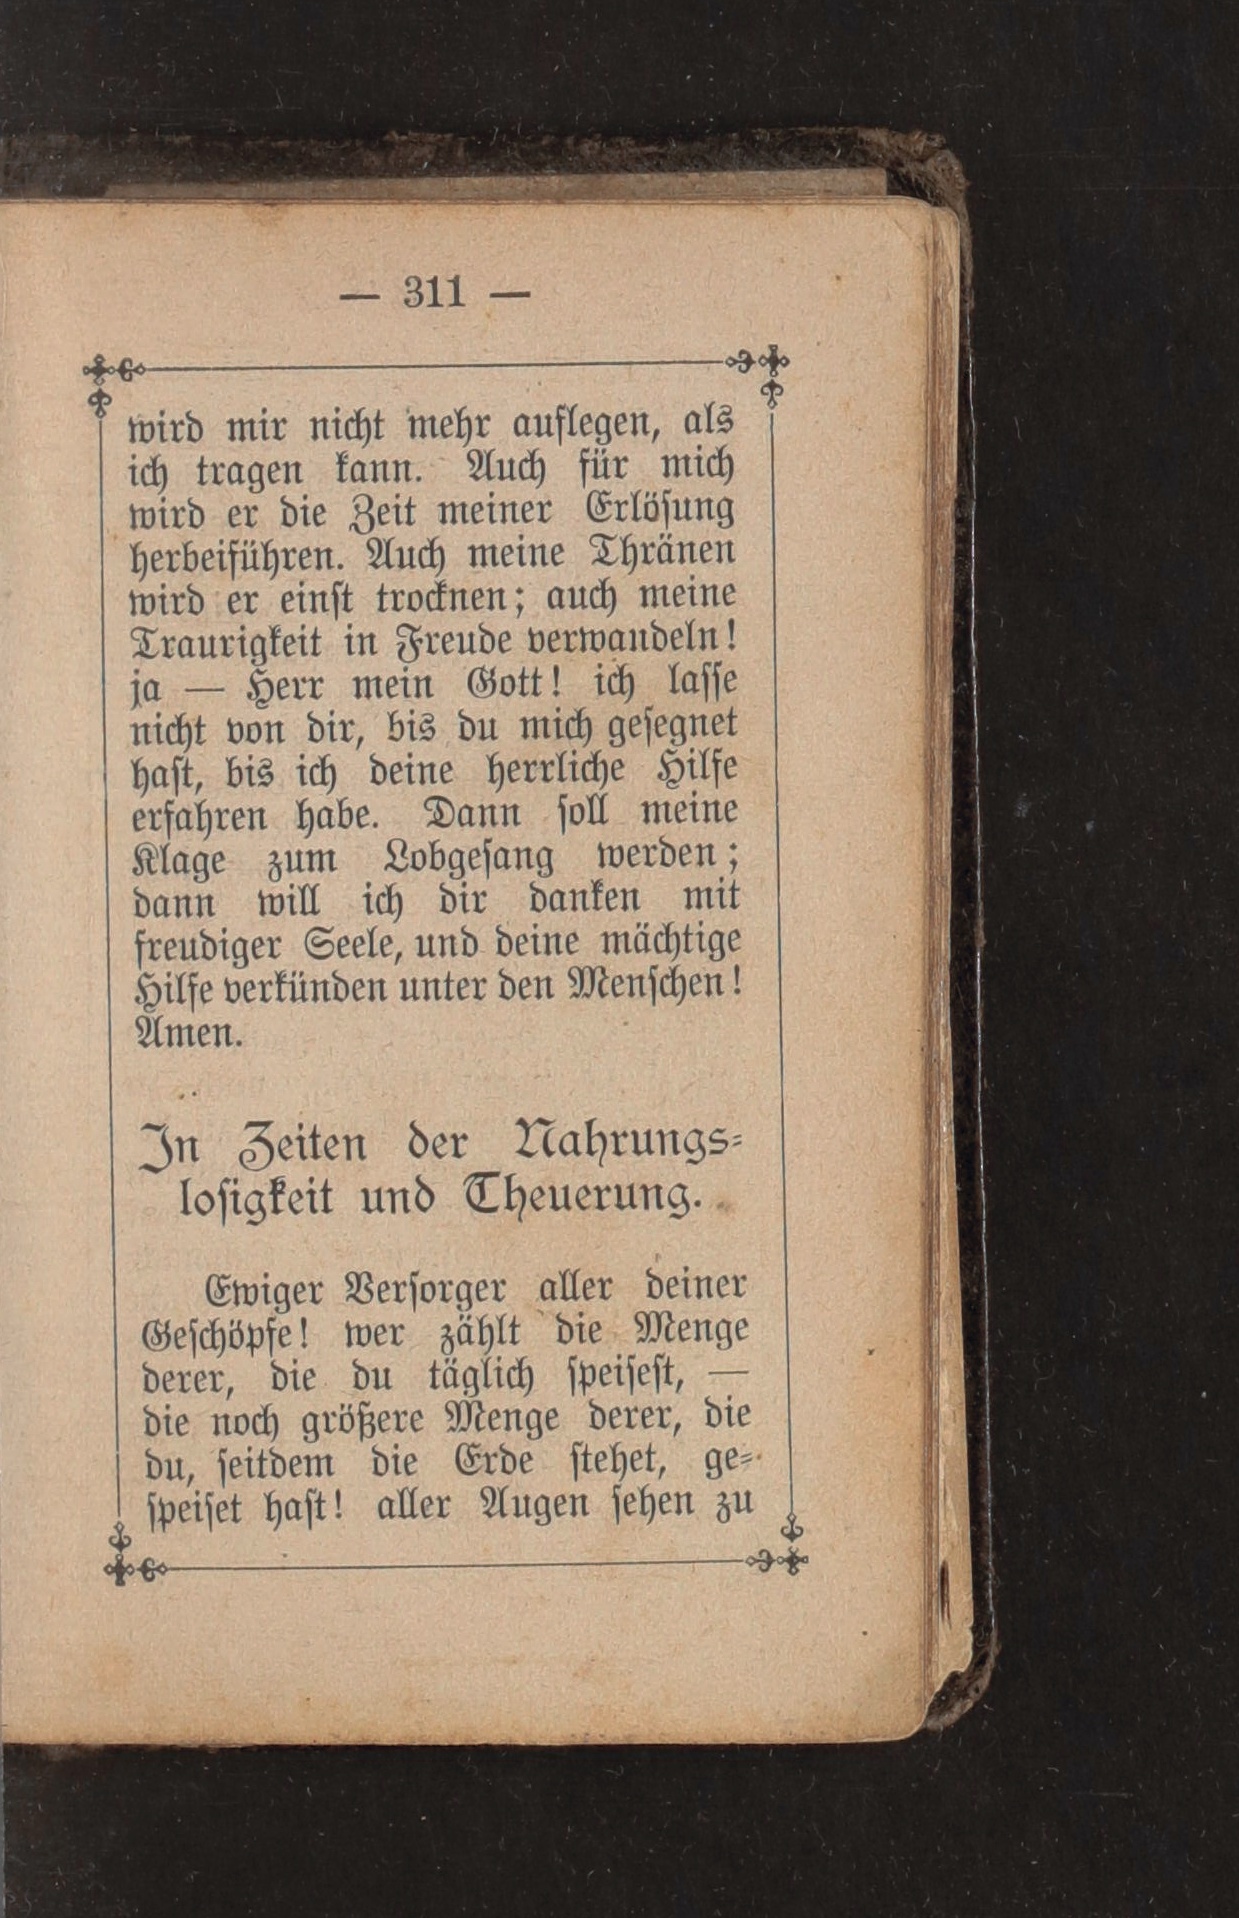 — 311 —
wird mir nicht mehr auflegen, als
ich tragen kann. Auch für mich
wird er die Zeit meiner Erlösung
herbeiführen. Auch meine Thränen
wird er einst trocknen; auch meine
Traurigkeit in Freude verwandeln!
ja — Herr mein Gott! ich lasse
nicht von dir, bis du mich gesegnet
hast, bis ich deine herrliche Hilfe
erfahren habe. Dann soll meine
Klage zum Lobgesang werden;
dann will ich dir danken mit
freudiger Seele, und deine mächtige
Hilfe verkünden unter den Menschen!
Amen.
In Zeiten der Nahrungs-
losigkeit und Theuerung.
Ewiger Versorger aller deiner
Geschöpfe! wer zählt die Menge
derer, die du täglich speisest, —
die noch größere Menge derer, die
du, seitdem die Erde stehet, ge-
speiset hast! aller Augen sehen zu